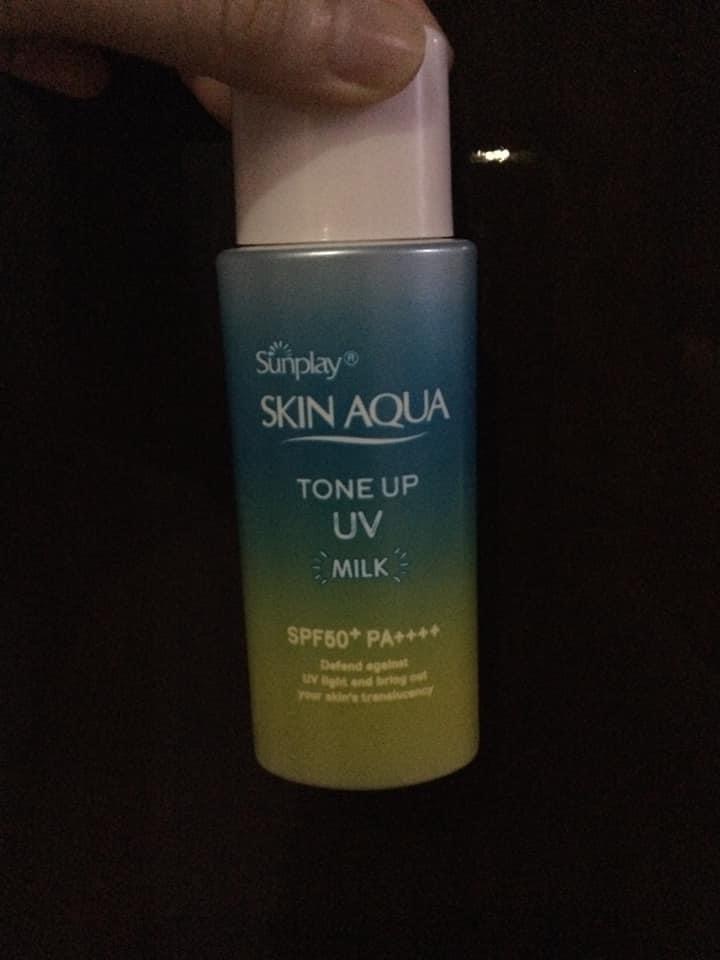 Sunplay®
SKIN AQUA
TONE UP
UV
MILK
SPF50+ PA++++
Defend against
UV light and bring out
your skin's translucency